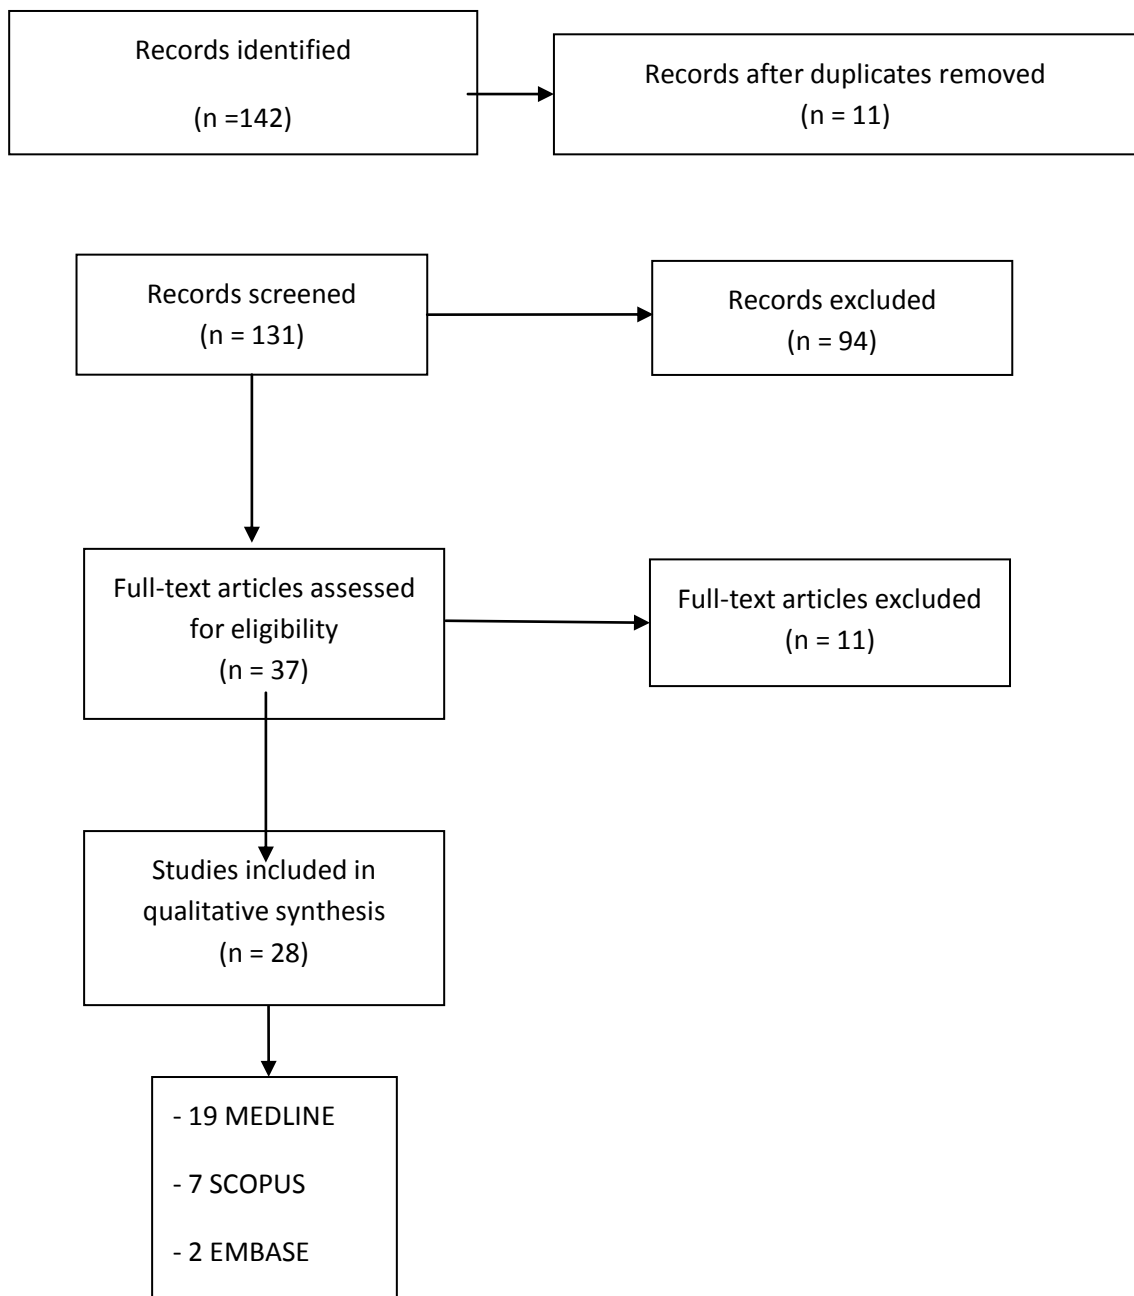 Records identified
(n =142)
Records after duplicates removed
(n = 11)
Records screened
(n = 131)
Records excluded
(n = 94)
Full-text articles assessed
for eligibility
(n = 37)
Full-text articles excluded
(n = 11)
Studies included in
qualitative synthesis
(n = 28)
- 19 MEDLINE
- 7 SCOPUS
- 2 EMBASE